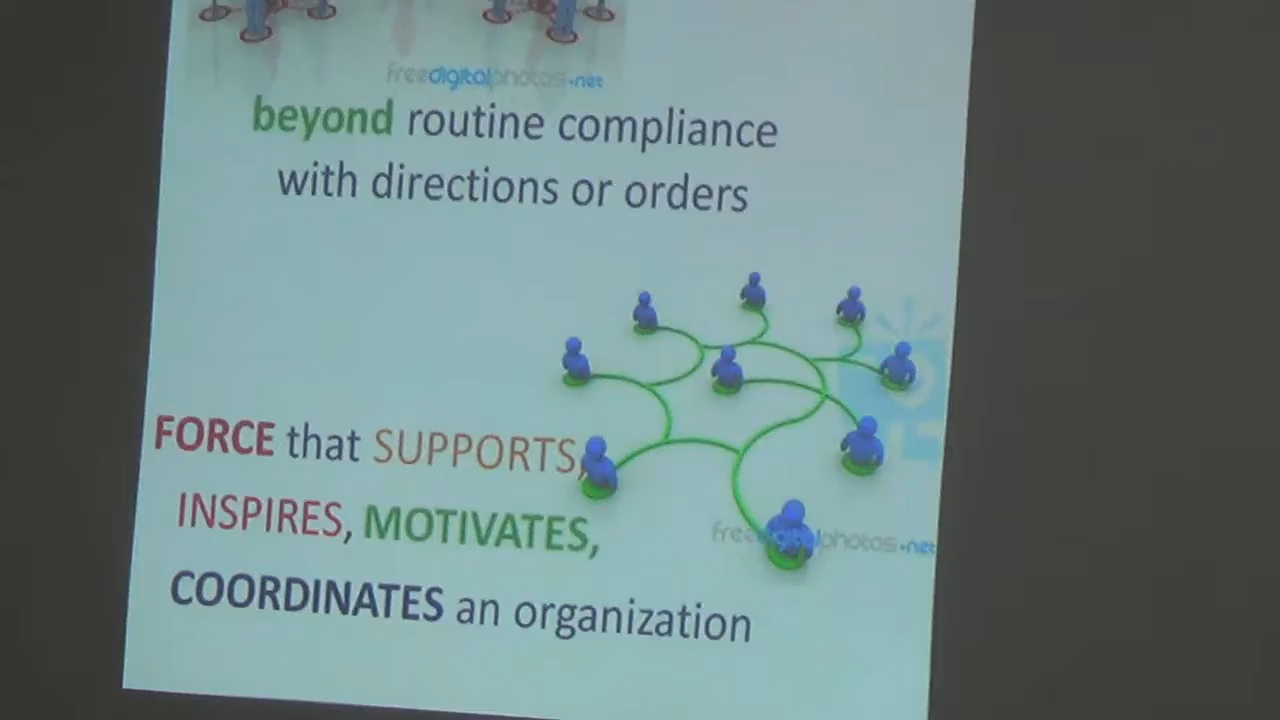 freedigitalphotos.net
beyond routine compliance
with directions or orders
FORCE that SUPPORTS,
INSPIRES, MOTIVATES,
freedigitalphotos.net
COORDINATES an organization